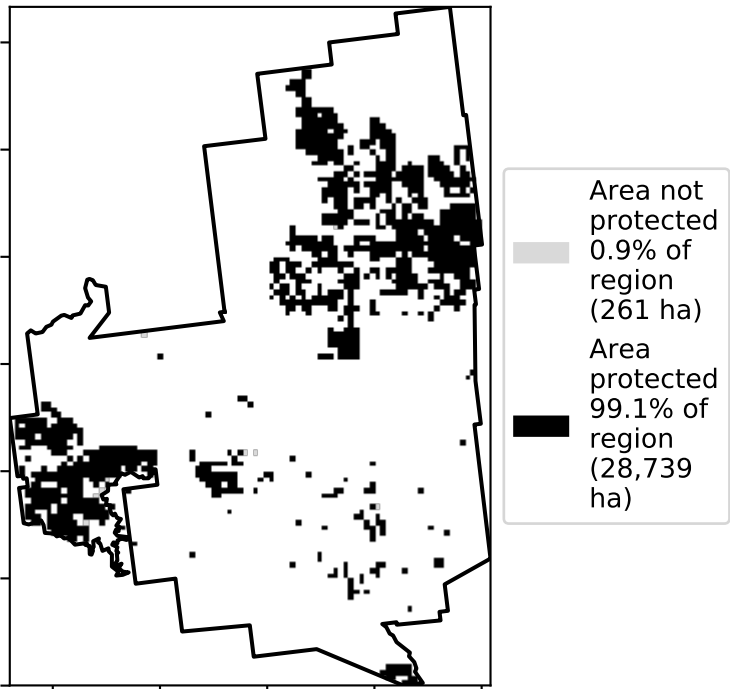 Area not
protected
0.9% of
region
(261 ha)
Area
protected
99.1% of
region
(28,739
ha)